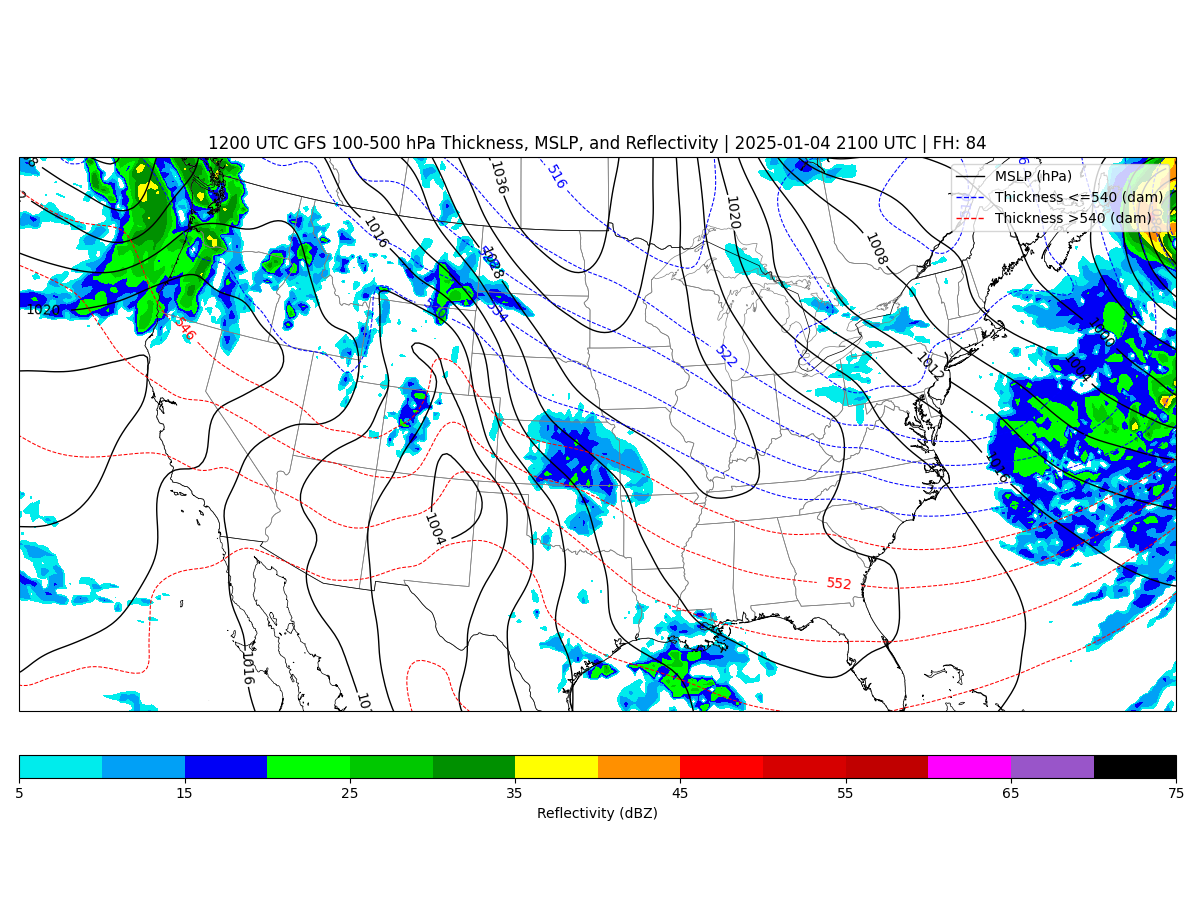 1200 UTC GFS 100-500 hPa Thickness, MSLP, and Reflectivity | 2025-01-04 2100 UTC | FH: 84
MSLP (hPa)
Thickness <=540 (dam)
Thickness >540 (dam)
1036
516
1020
1016
1008
1028
534
1020
546
522
1012
990
1004
1016
1004
552
1016
5 15 25 35 45 55 65 75
Reflectivity (dBZ)